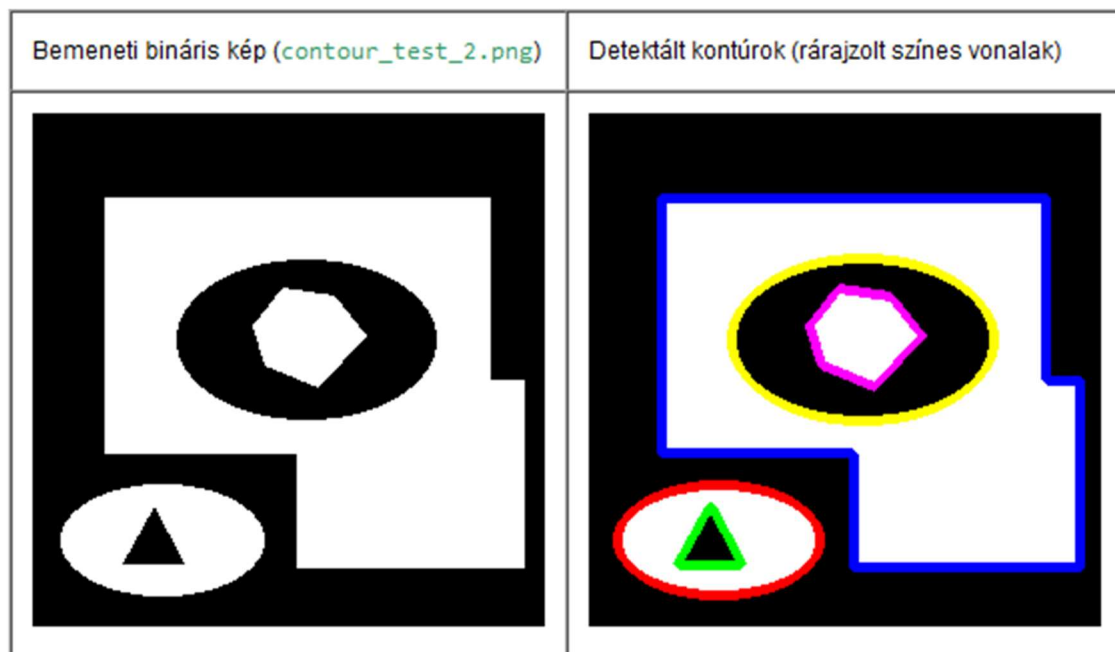 Bemeneti bináris kép (contour_test_2.png)
Detektált kontúrok (rárajzolt színes vonalak)